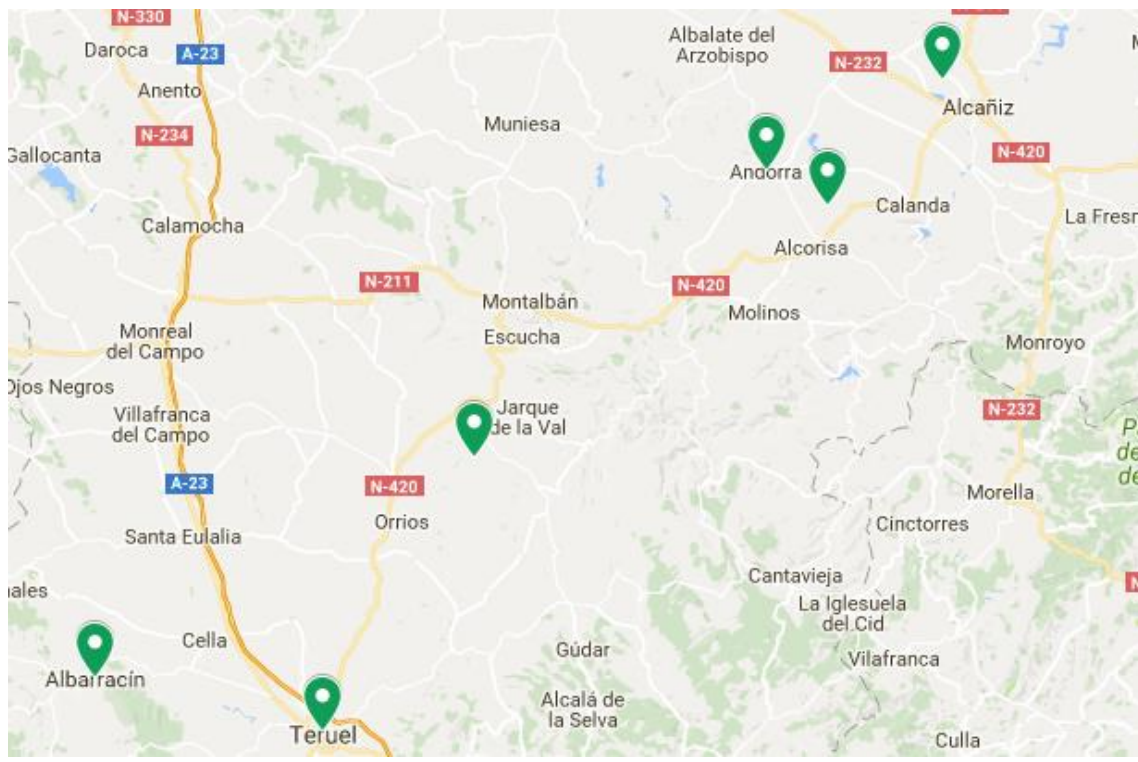 N-330
Daroca
A-23
Albalate del
Arzobispo
N-232
Anento
Alcañiz
Muniesa
N-234
N-420
Gallocanta
Andorra
Calanda
La Fresn
Calamocha
Alcorisa
N-211
N-420
Montalbán
Molinos
Escucha
Monreal
del Campo
Monroyo
Ojos Negros
Villafranca
del Campo
Jarque
de la Val
N-232
A-23
N-420
Morella
Orrios
Cinctorres
Santa Eulalia
Cantavieja
nales
La Iglesuela
del Cid
Cella
Gúdar
Vilafranca
Albarracín
Alcalá de
la Selva
Teruel
Culla